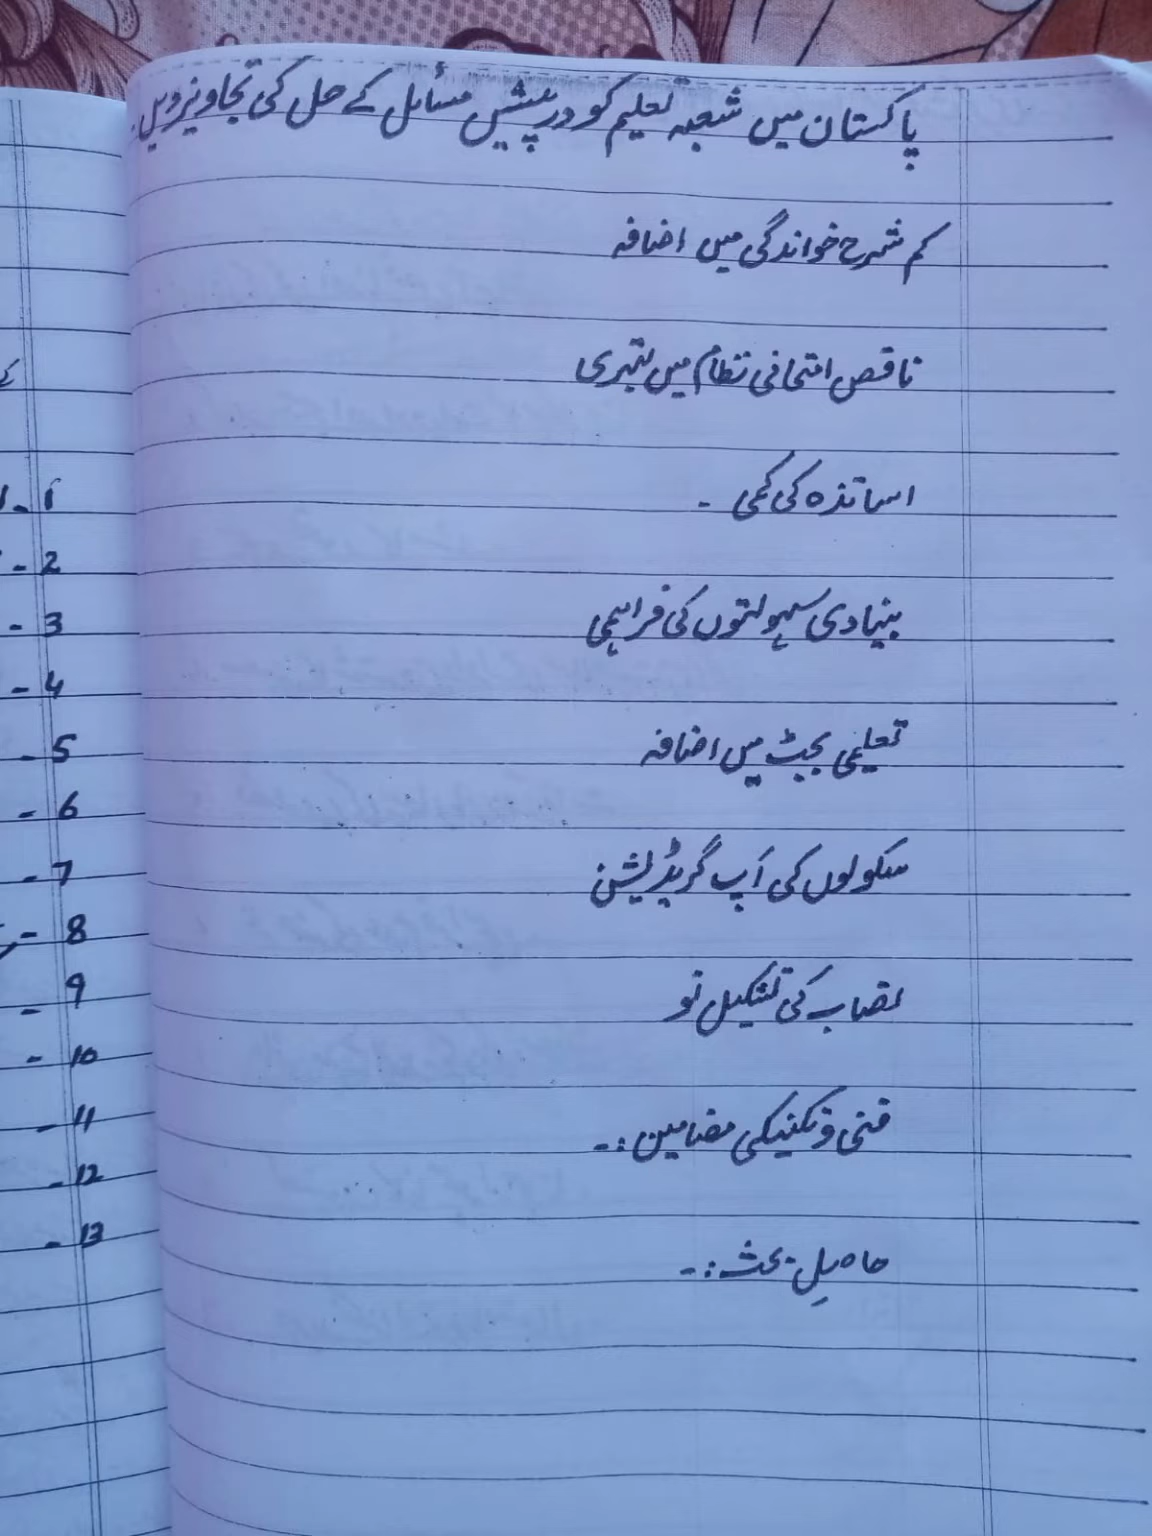 پاکستان میں شعبہ تعلیم کو درپیش مسائل کے حل کی تجاویز دیں۔
کم شرح خواندگی میں اضافہ
ناقص امتحانی نظام میں بہتری
اساتذہ کی کمی -
بنیادی سہولتوں کی فراہمی
تعلیمی بجٹ میں اضافہ
سکولوں کی اَپ گریڈیشن
نصاب کی تشکیل نو
فنی و تکنیکی مضامین :-
حاصلِ بحث :-
1 -
2 -
3 -
4 -
5 -
6 -
7 -
8 -
9 -
10 -
11 -
12 -
13 -